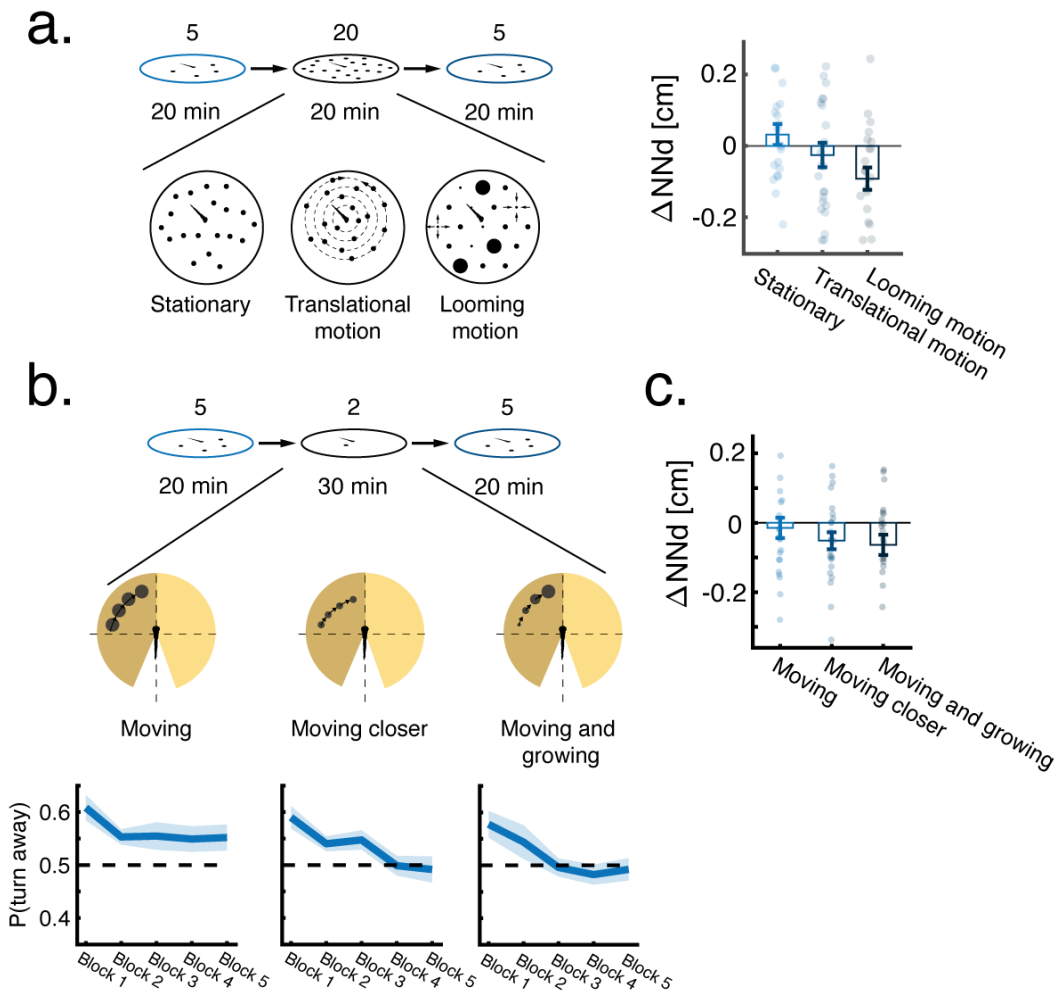 a.
5
20
5
20 min
20 min
20 min
Stationary
Translational
motion
Looming
motion
ΔNNd [cm]
0.2
0
-0.2
Stationary
Translational motion
Looming motion
b.
5
2
5
20 min
30 min
20 min
Moving
Moving closer
Moving and
growing
P(turn away)
0.6
0.5
0.4
Block 1
Block 2
Block 3
Block 4
Block 5
Block 1
Block 2
Block 3
Block 4
Block 5
Block 1
Block 2
Block 3
Block 4
Block 5
c.
ΔNNd [cm]
0.2
0
-0.2
Moving
Moving closer
Moving and growing